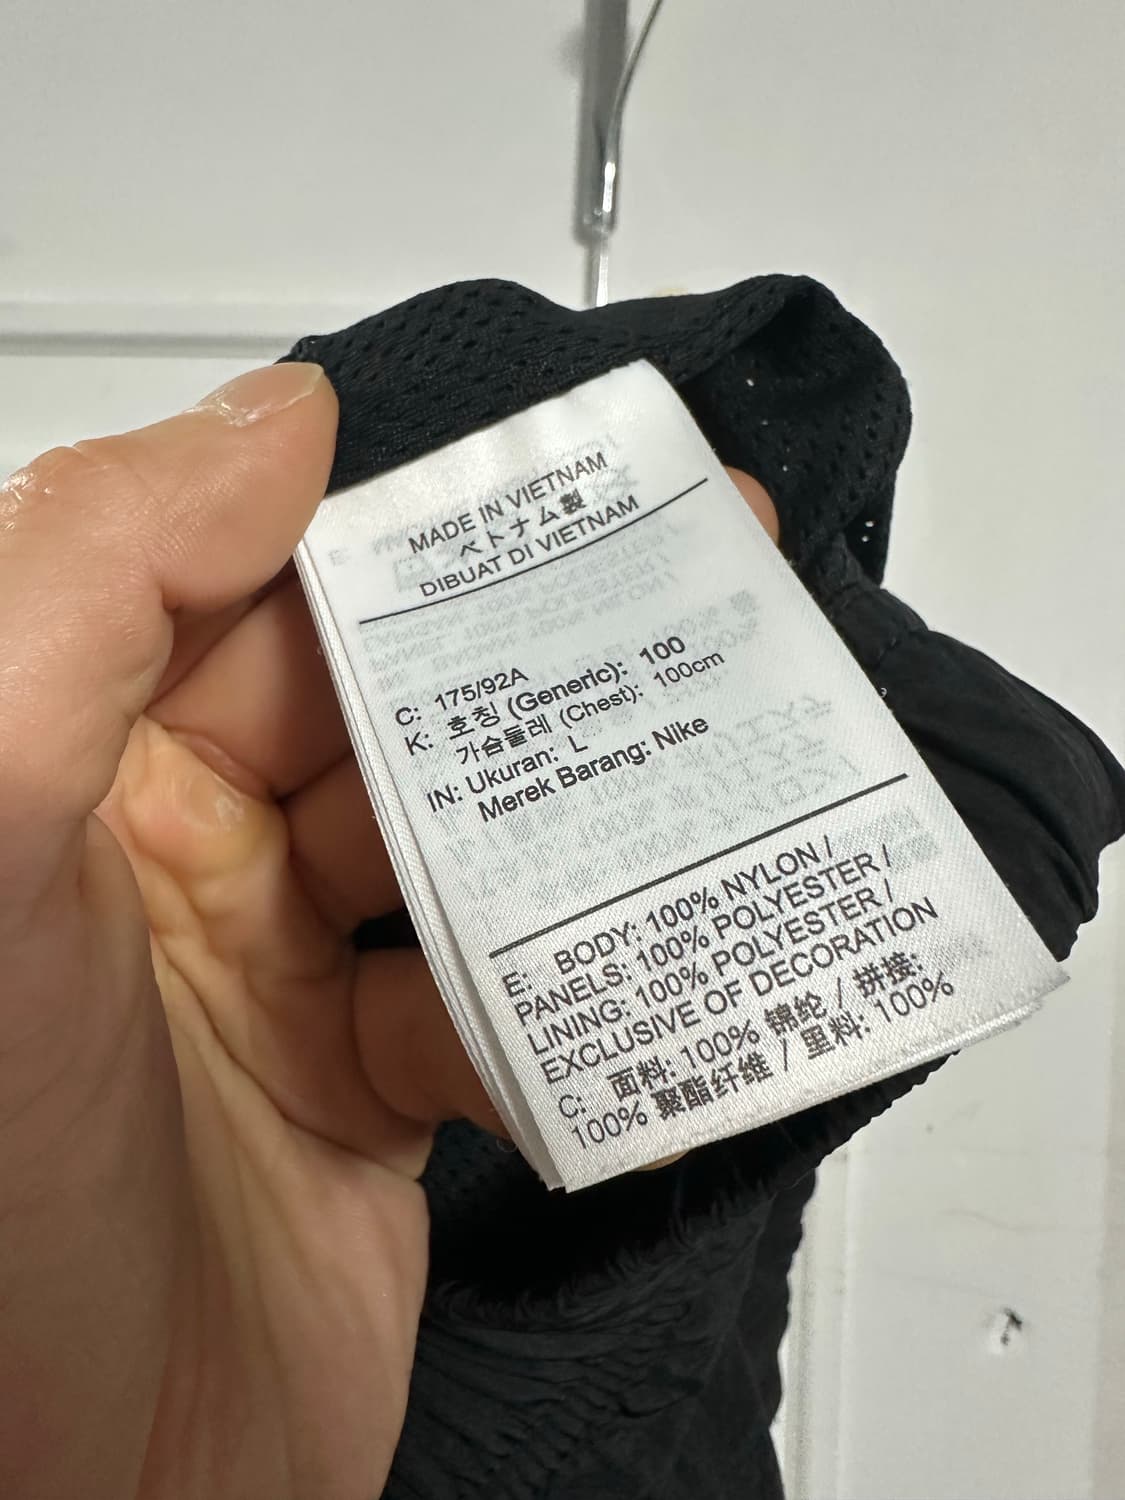 MADE IN VIETNAM
ベトナム製
DIBUAT DI VIETNAM
C: 175/92A
K: 호칭 (Generic): 100
가슴둘레 (Chest): 100cm
IN: Ukuran: L
Merek Barang: Nike
E: BODY: 100% NYLON /
PANELS: 100% POLYESTER /
LINING: 100% POLYESTER /
EXCLUSIVE OF DECORATION
C: 面料: 100% 锦纶 / 拼接:
100% 聚酯纤维 / 里料: 100%